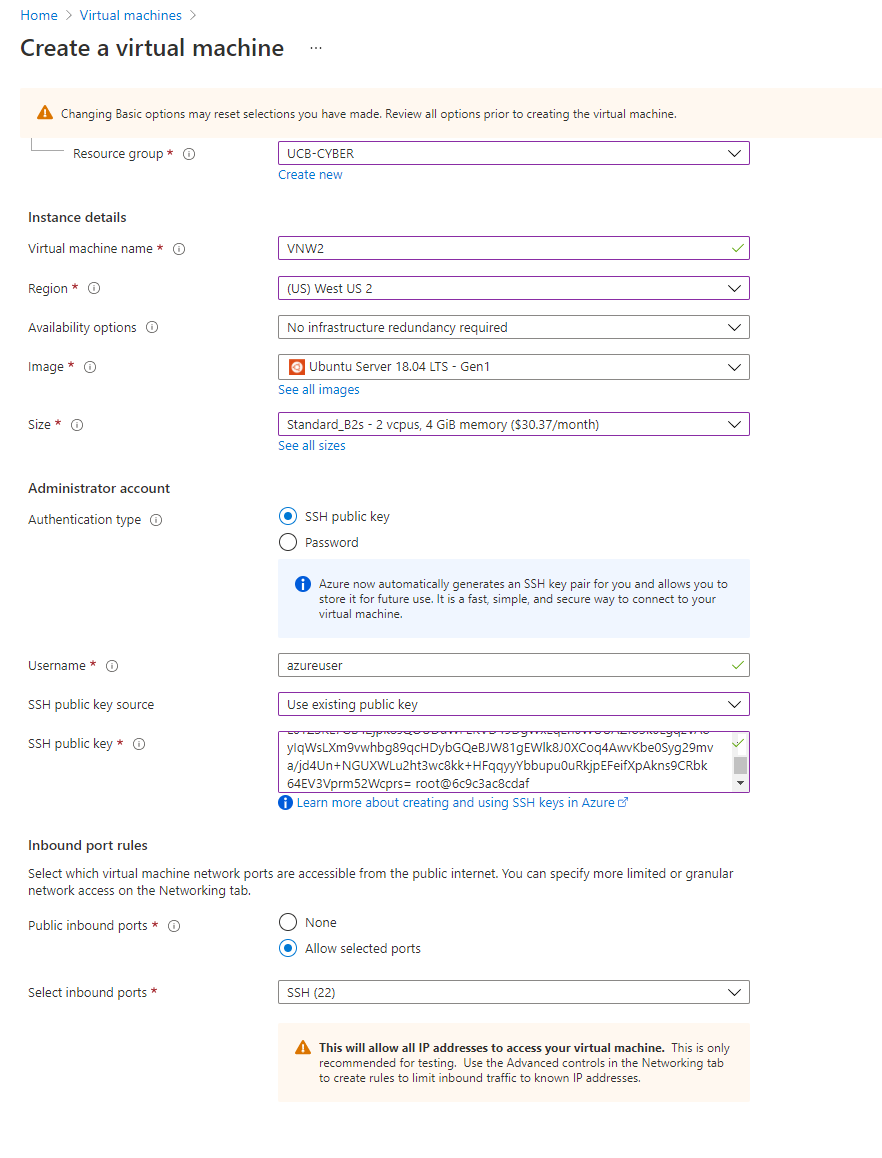 Home > Virtual machines >
Create a virtual machine ...
Changing Basic options may reset selections you have made. Review all options prior to creating the virtual machine.
Resource group * UCB-CYBER
Create new
Instance details
Virtual machine name * VNW2
Region * (US) West US 2
Availability options No infrastructure redundancy required
Image * Ubuntu Server 18.04 LTS - Gen1
See all images
Size * Standard_B2s - 2 vcpus, 4 GiB memory ($30.37/month)
See all sizes
Administrator account
Authentication type SSH public key
Password
Azure now automatically generates an SSH key pair for you and allows you to
store it for future use. It is a fast, simple, and secure way to connect to your
virtual machine.
Username * azureuser
SSH public key source Use existing public key
SSH public key *
yIqWsLXm9vwhbg89qcHDybGQeBJW81gEWlk8J0XCoq4AwvKbe0Syg29mv
a/jd4Un+NGUXWLu2ht3wc8kk+HFqqyyYbbupu0uRkjpEFeifXpAkns9CRbk
64EV3Vprm52Wcprs= root@6c9c3ac8cdaf
Learn more about creating and using SSH keys in Azure
Inbound port rules
Select which virtual machine network ports are accessible from the public internet. You can specify more limited or granular
network access on the Networking tab.
Public inbound ports * None
Allow selected ports
Select inbound ports * SSH (22)
This will allow all IP addresses to access your virtual machine. This is only
recommended for testing. Use the Advanced controls in the Networking tab
to create rules to limit inbound traffic to known IP addresses.